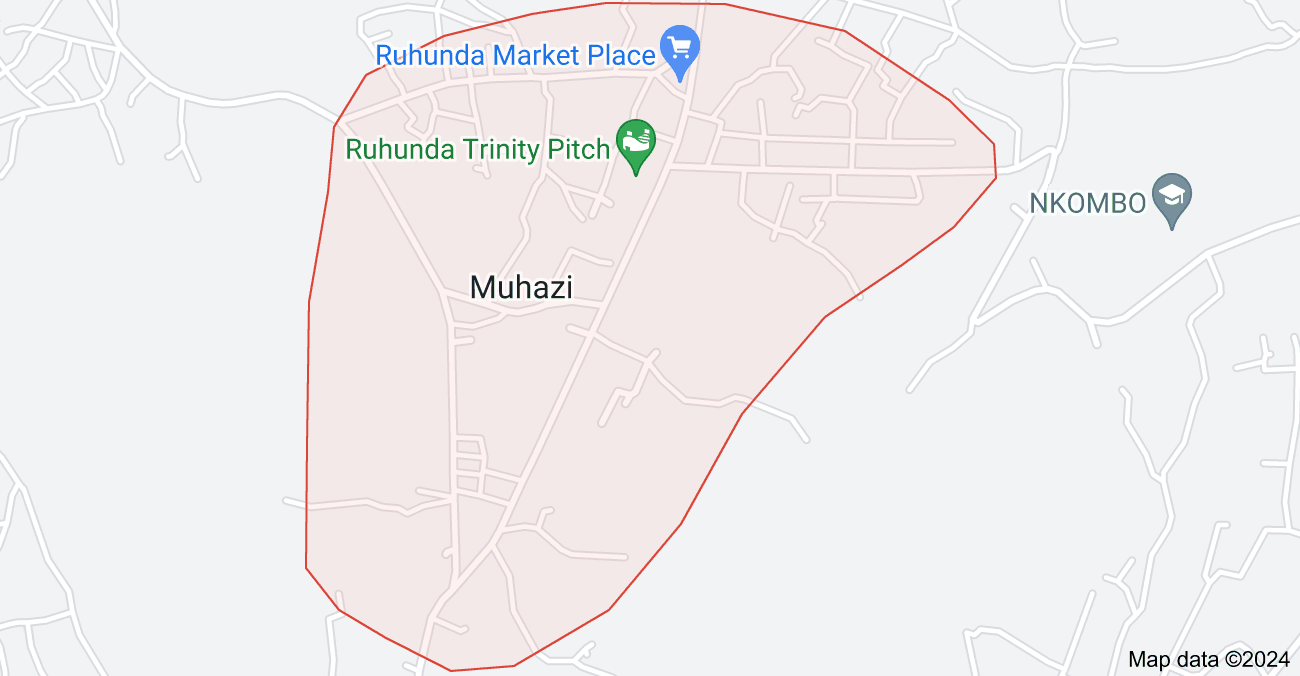 Ruhunda Market Place
Ruhunda Trinity Pitch
NKOMBO
Muhazi
Map data ©2024